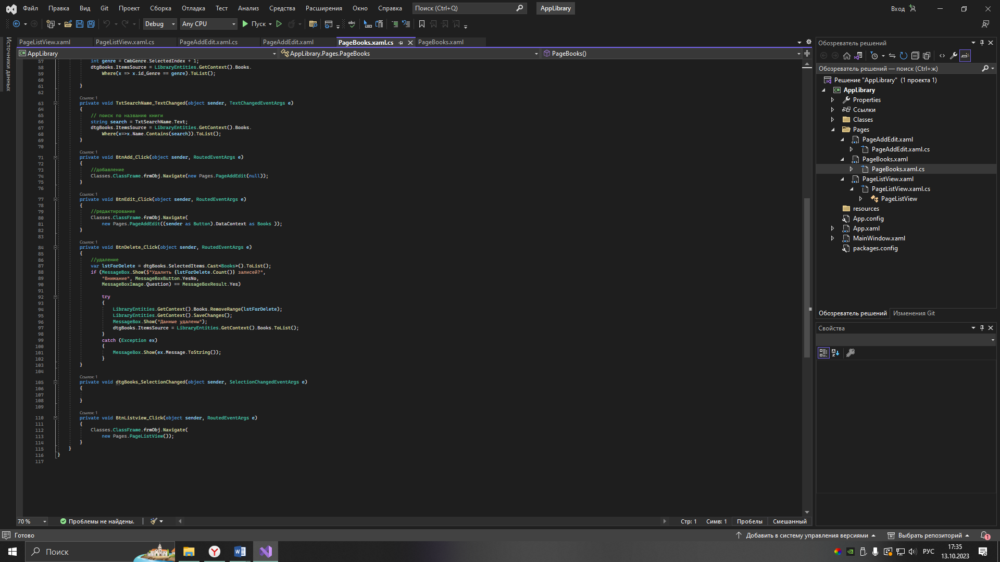 Файл Правка Вид Git Проект Сборка Отладка Тест Анализ Средства Расширения Окно Справка Поиск (Ctrl+Q) AppLibrary Вход
Debug Any CPU Пуск
Источники данных
PageListView.xaml PageListView.xaml.cs PageAddEdit.xaml.cs PageAddEdit.xaml PageBooks.xaml.cs PageBooks.xaml
AppLibrary AppLibrary.Pages.PageBooks PageBooks()
57 int genre = CmbGenre.SelectedIndex + 1;
58 dtgBooks.ItemsSource = LibraryEntities.GetContext().Books.
59 Where(x => x.id_Genre == genre).ToList();
60
61 }
62
Ссылок: 1
63 private void TxtSearchName_TextChanged(object sender, TextChangedEventArgs e)
64 {
65 // поиск по названию книги
66 string search = TxtSearchName.Text;
67 dtgBooks.ItemsSource = LibraryEntities.GetContext().Books.
68 Where(x=>x.Name.Contains(search)).ToList();
69 }
70
Ссылок: 1
71 private void BtnAdd_Click(object sender, RoutedEventArgs e)
72 {
73 //добавление
74 Classes.ClassFrame.frmObj.Navigate(new Pages.PageAddEdit(null));
75 }
76
Ссылок: 1
77 private void BtnEdit_Click(object sender, RoutedEventArgs e)
78 {
79 //редактирование
80 Classes.ClassFrame.frmObj.Navigate(
81 new Pages.PageAddEdit((sender as Button).DataContext as Books ));
82 }
83
Ссылок: 1
84 private void BtnDelete_Click(object sender, RoutedEventArgs e)
85 {
86 //удаление
87 var lstForDelete = dtgBooks.SelectedItems.Cast<Books>().ToList();
88 if (MessageBox.Show($"Удалить {lstForDelete.Count()} записей?",
89 "Внимание", MessageBoxButton.YesNo,
90 MessageBoxImage.Question) == MessageBoxResult.Yes)
91
92 try
93 {
94 LibraryEntities.GetContext().Books.RemoveRange(lstForDelete);
95 LibraryEntities.GetContext().SaveChanges();
96 MessageBox.Show("Данные удалены");
97 dtgBooks.ItemsSource = LibraryEntities.GetContext().Books.ToList();
98 }
99 catch (Exception ex)
100 {
101 MessageBox.Show(ex.Message.ToString());
102 }
103 }
104
Ссылок: 1
105 private void dtgBooks_SelectionChanged(object sender, SelectionChangedEventArgs e)
106 {
107
108 }
109
Ссылок: 1
110 private void BtnListview_Click(object sender, RoutedEventArgs e)
111 {
112 Classes.ClassFrame.frmObj.Navigate(
113 new Pages.PageListView());
114 }
115 }
116 }
117
70 % Проблемы не найдены. Стр: 1 Симв: 1 Пробелы Смешанный
Обозреватель решений
Обозреватель решений — поиск (Ctrl+ж)
Решение "AppLibrary" (1 проекта 1)
AppLibrary
Properties
Ссылки
Classes
Pages
PageAddEdit.xaml
PageAddEdit.xaml.cs
PageBooks.xaml
PageBooks.xaml.cs
PageListView.xaml
PageListView.xaml.cs
PageListView
resources
App.config
App.xaml
MainWindow.xaml
packages.config
Обозреватель решений Изменения Git
Свойства
Готово Добавить в систему управления версиями Выбрать репозиторий 1
Поиск РУС 17:35
13.10.2023